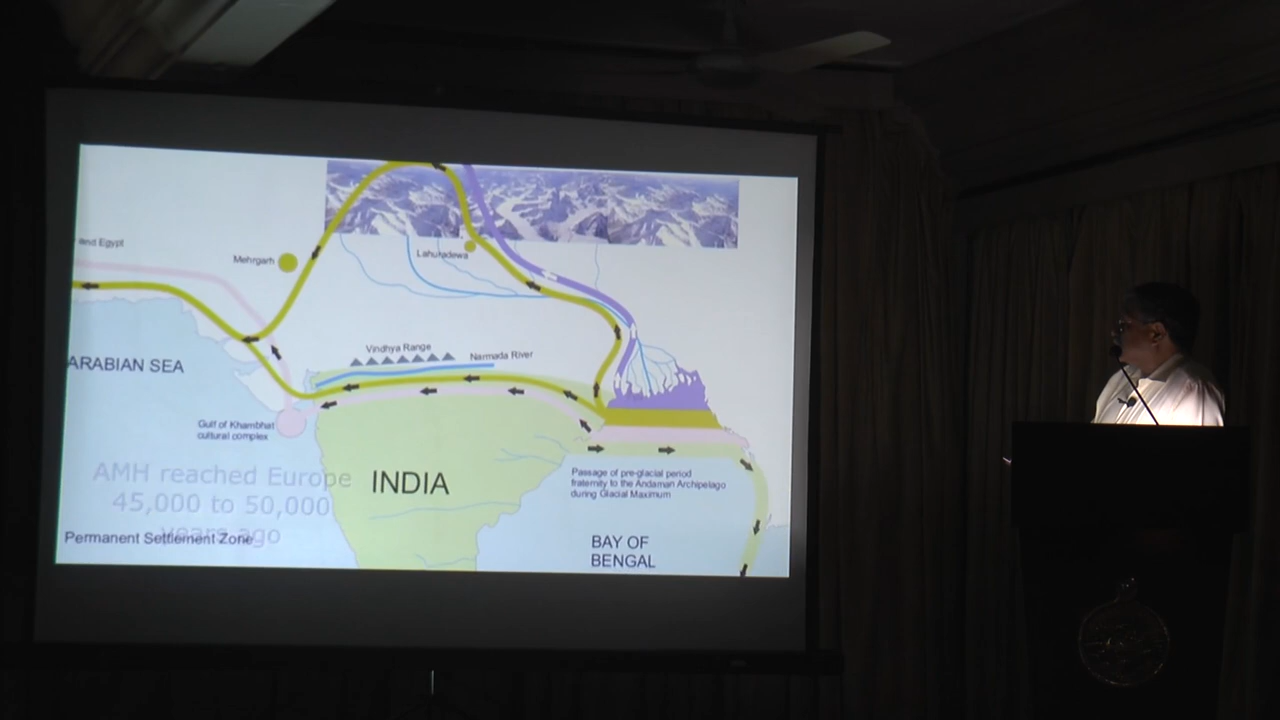 and Egypt
Mehrgarh
Lahuradewa
Vindhya Range
Narmada River
ARABIAN SEA
Gulf of Khambhat
cultural complex
AMH reached Europe
45,000 to 50,000
years ago
INDIA
Passage of pre-glacial period
fraternity to the Andaman Archipelago
during Glacial Maximum
Permanent Settlement Zone
BAY OF
BENGAL